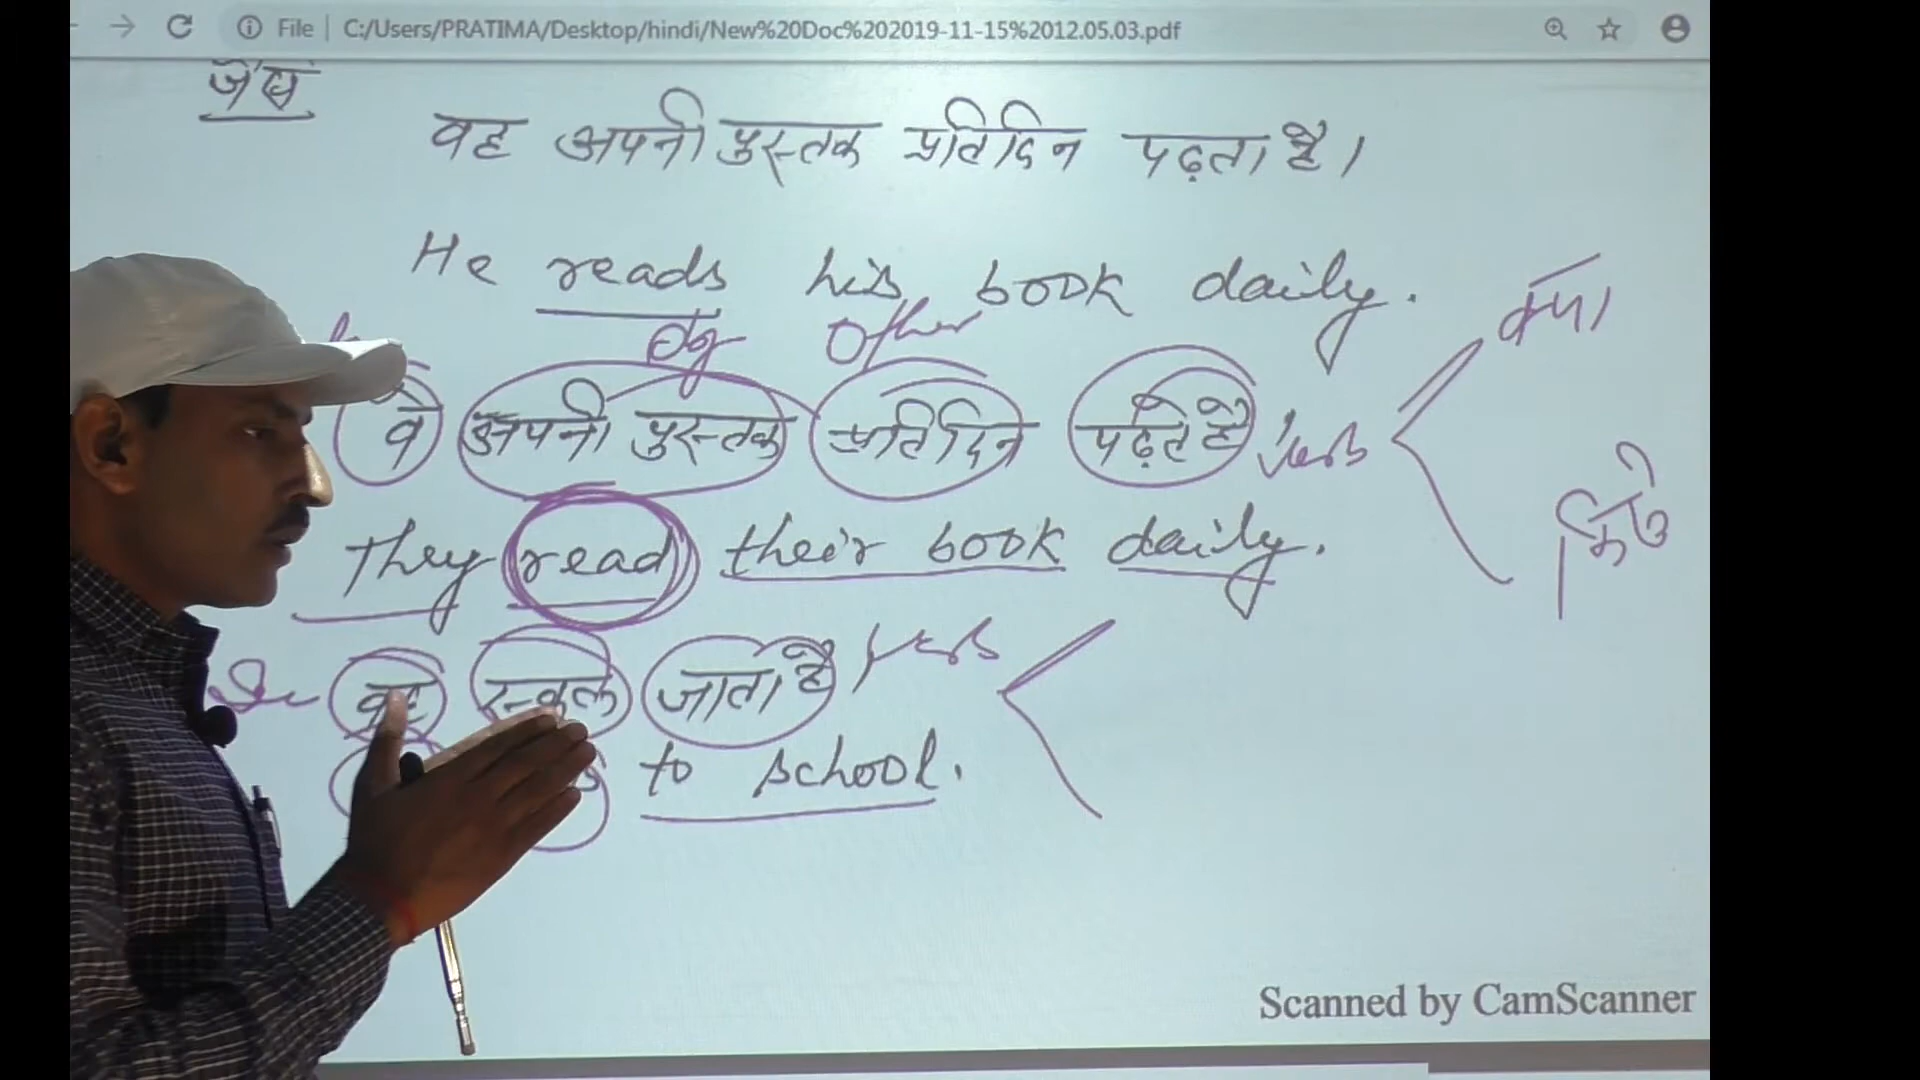 File C:/Users/PRATIMA/Desktop/hindi/New%20Doc%202019-11-15%2012.05.03.pdf
जैसे
वह अपनी पुस्तक प्रतिदिन पढ़ता है।
He reads his book daily.
obj other क्या
वे अपनी पुस्तक प्रतिदिन पढ़ते है verb
They read their book daily.
वह स्कूल जाता है verb
to school.
Scanned by CamScanner